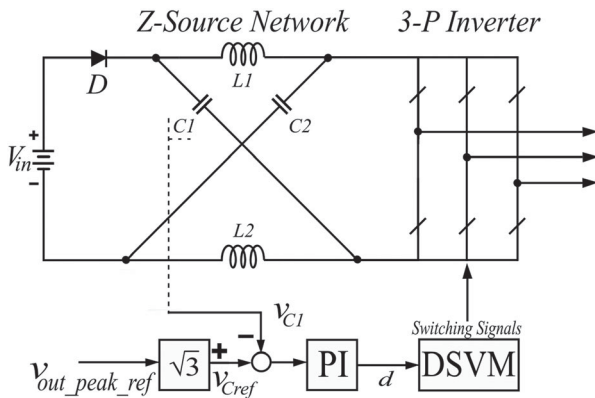 Z-Source Network
3-P Inverter
L1
D
C1
C2
+
V_in
-
L2
v_C1
Switching Signals
-
+
v_out_peak_ref
√3
v_Cref
PI
d
DSVM